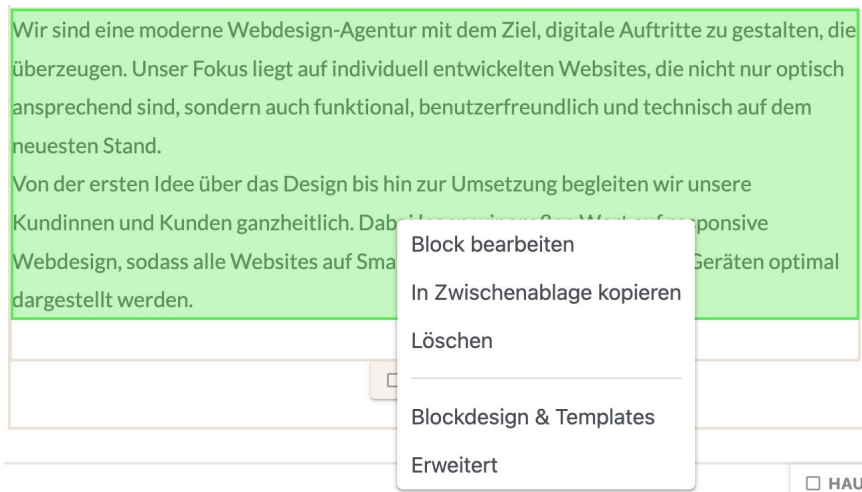 Wir sind eine moderne Webdesign-Agentur mit dem Ziel, digitale Auftritte zu gestalten, die
überzeugen. Unser Fokus liegt auf individuell entwickelten Websites, die nicht nur optisch
ansprechend sind, sondern auch funktional, benutzerfreundlich und technisch auf dem
neuesten Stand.
Von der ersten Idee über das Design bis hin zur Umsetzung begleiten wir unsere
Kundinnen und Kunden ganzheitlich.
Webdesign, sodass alle Websites auf Geräten optimal
dargestellt werden.
Block bearbeiten
In Zwischenablage kopieren
Löschen
Blockdesign & Templates
Erweitert